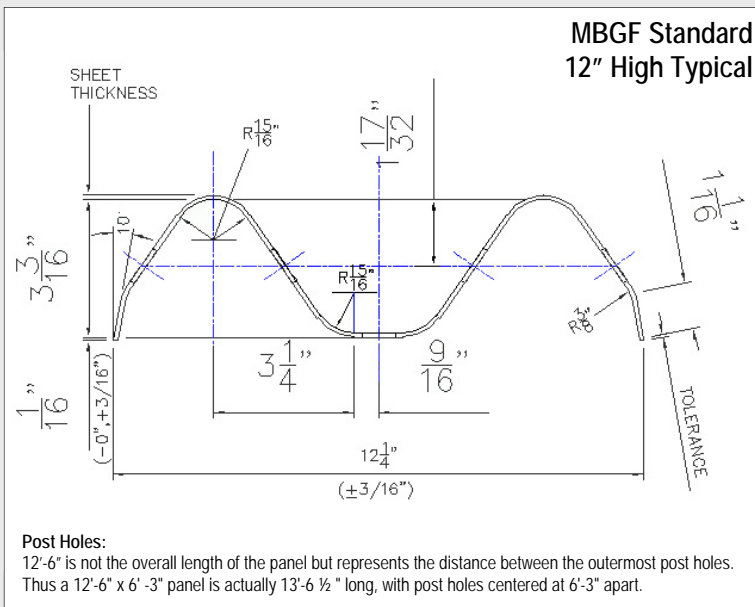 MBGF Standard
12" High Typical
SHEET
THICKNESS
R15/16"
1 17/32"
1 1/16"
10
3 3/16"
R15/16"
R3/8"
3 1/4"
9/16"
1/16"
(-0",+3/16")
TOLERANCE
12 1/4"
(±3/16")
Post Holes:
12'-6" is not the overall length of the panel but represents the distance between the outermost post holes.
Thus a 12'-6" x 6' -3" panel is actually 13'-6 ½ " long, with post holes centered at 6'-3" apart.